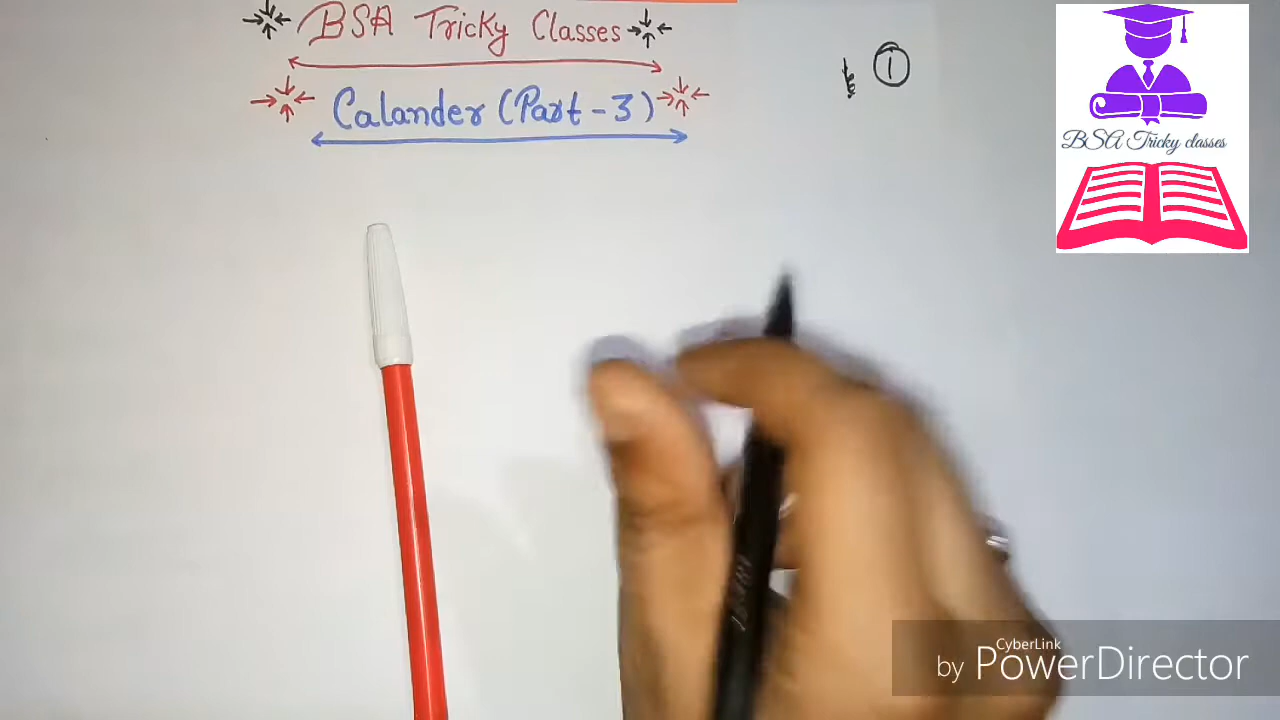 BSA Tricky Classes
Calander (Part - 3)
1
BSA Tricky classes
CyberLink
by PowerDirector